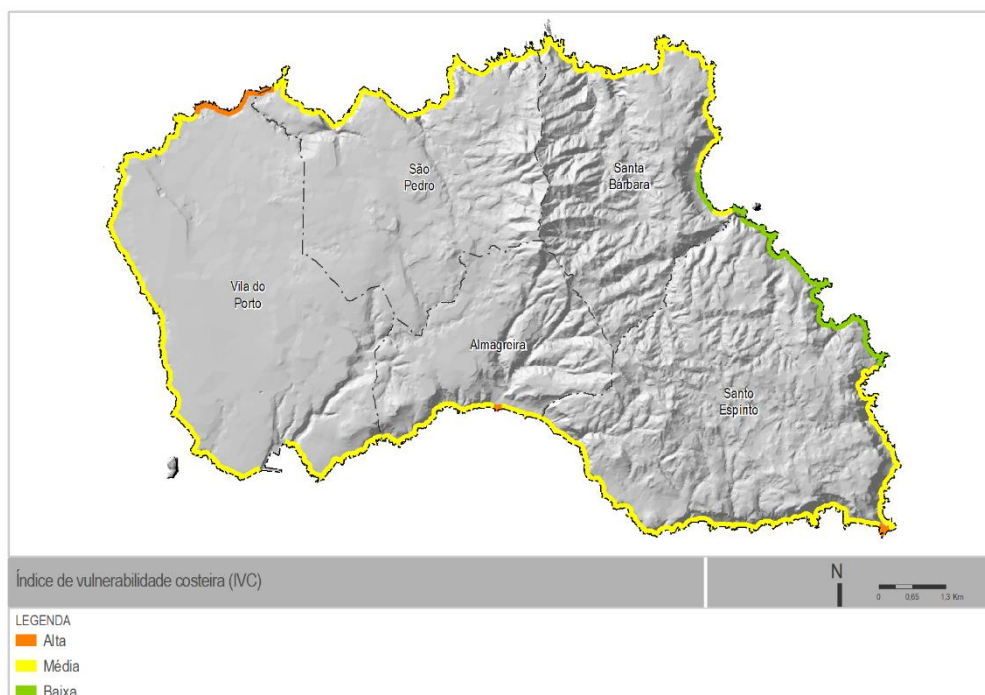 São
Pedro
Santa
Bárbara
Vila do
Porto
Almagreira
Santo
Espírito
Índice de vulnerabilidade costeira (IVC)
N
0 0,65 1,3 Km
LEGENDA
Alta
Média
Baixa